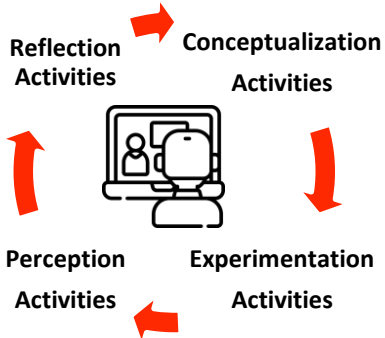 Reflection
Activities
Conceptualization
Activities
Perception
Activities
Experimentation
Activities